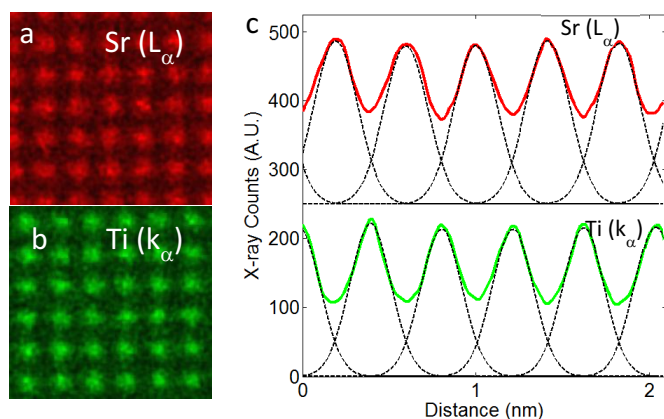 a
Sr (Lα)
b
Ti (kα)
c
Sr (Lα)
Ti (kα)
X-ray Counts (A.U.)
500
400
300
250
200
100
0
0
1
2
Distance (nm)